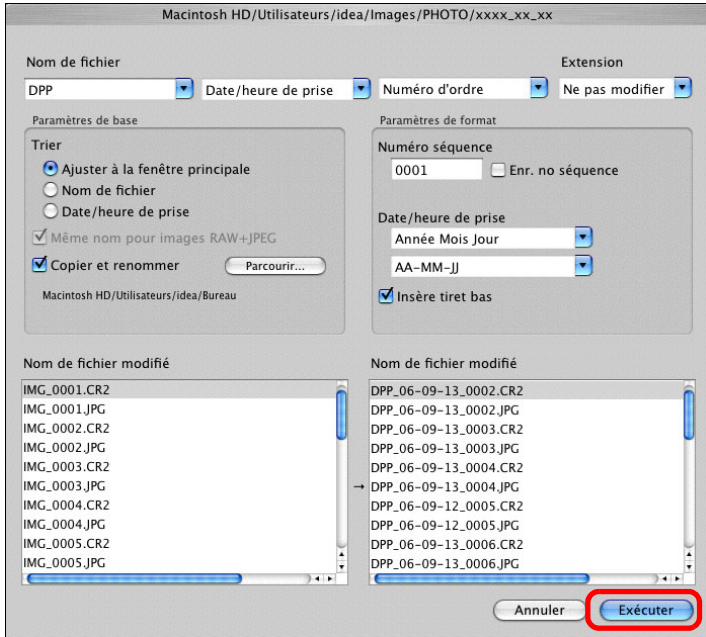 Macintosh HD/Utilisateurs/idea/Images/PHOTO/xxxx_xx_xx
Nom de fichier
Extension
DPP
Date/heure de prise
Numéro d'ordre
Ne pas modifier
Paramètres de base
Trier
Ajuster à la fenêtre principale
Nom de fichier
Date/heure de prise
Même nom pour images RAW+JPEG
Copier et renommer
Parcourir...
Macintosh HD/Utilisateurs/idea/Bureau
Paramètres de format
Numéro séquence
0001
Enr. no séquence
Date/heure de prise
Année Mois Jour
AA-MM-JJ
Insère tiret bas
Nom de fichier modifié
IMG_0001.CR2
IMG_0001.JPG
IMG_0002.CR2
IMG_0002.JPG
IMG_0003.CR2
IMG_0003.JPG
IMG_0004.CR2
IMG_0004.JPG
IMG_0005.CR2
IMG_0005.JPG
→
Nom de fichier modifié
DPP_06-09-13_0002.CR2
DPP_06-09-13_0002.JPG
DPP_06-09-13_0003.CR2
DPP_06-09-13_0003.JPG
DPP_06-09-13_0004.CR2
DPP_06-09-13_0004.JPG
DPP_06-09-12_0005.CR2
DPP_06-09-12_0005.JPG
DPP_06-09-13_0006.CR2
DPP_06-09-13_0006.JPG
Annuler
Exécuter